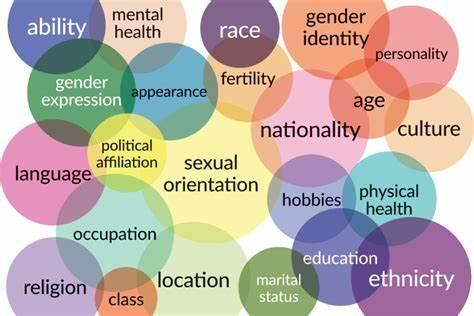 ability
mental
health
race
gender
identity
personality
gender
expression
appearance
fertility
age
nationality
culture
political
affiliation
language
sexual
orientation
hobbies
physical
health
occupation
education
religion
class
location
marital
status
ethnicity